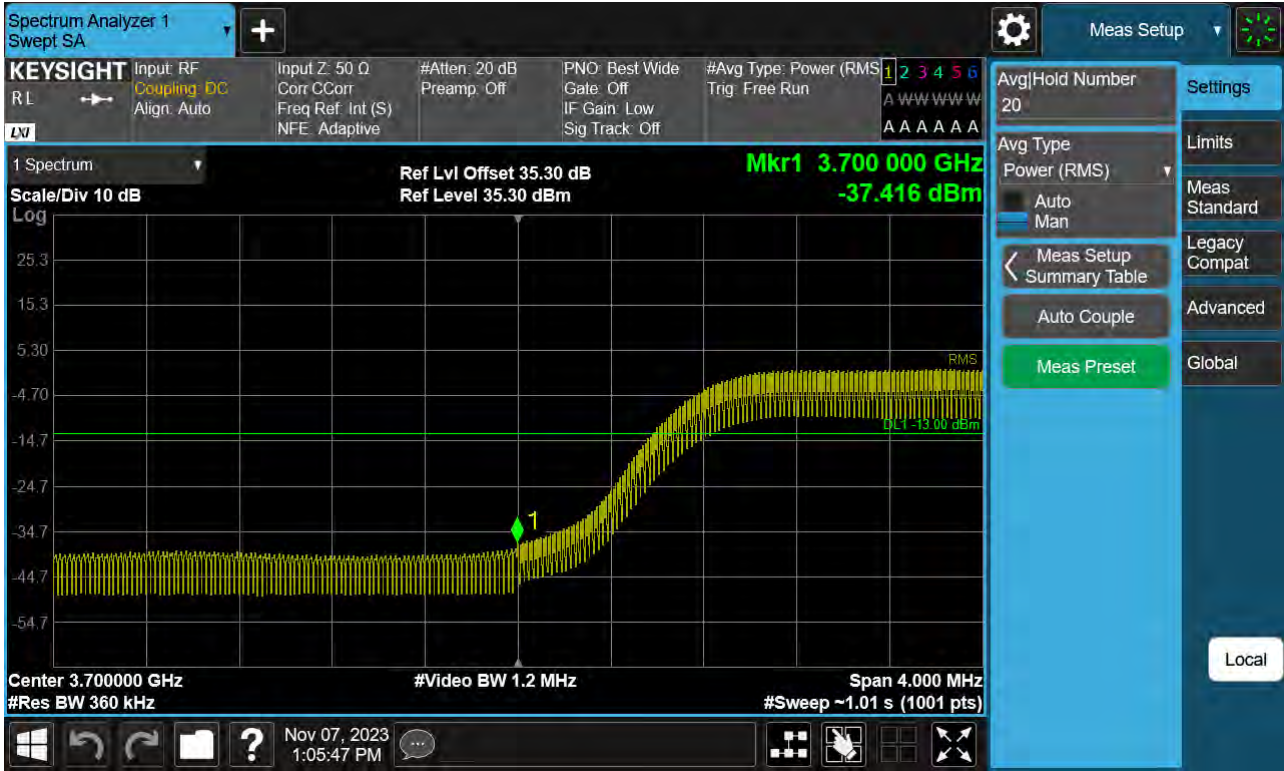 Spectrum Analyzer 1
Swept SA
+
Meas Setup
KEYSIGHT
RL
LXI
Input: RF
Coupling: DC
Align: Auto
Input Z: 50 Ω
Corr CCorr
Freq Ref: Int (S)
NFE: Adaptive
#Atten: 20 dB
Preamp: Off
PNO: Best Wide
Gate: Off
IF Gain: Low
Sig Track: Off
#Avg Type: Power (RMS
Trig: Free Run
1 2 3 4 5 6
A W W W W W
A A A A A A
1 Spectrum
Scale/Div 10 dB
Log
Ref Lvl Offset 35.30 dB
Ref Level 35.30 dBm
Mkr1 3.700 000 GHz
-37.416 dBm
25.3
15.3
5.30
-4.70
-14.7
-24.7
-34.7
-44.7
-54.7
RMS
DL1 -13.00 dBm
1
Center 3.700000 GHz
#Res BW 360 kHz
#Video BW 1.2 MHz
Span 4.000 MHz
#Sweep ~1.01 s (1001 pts)
Avg|Hold Number
20
Avg Type
Power (RMS)
Auto
Man
Meas Setup
Summary Table
Auto Couple
Meas Preset
Settings
Limits
Meas
Standard
Legacy
Compat
Advanced
Global
Local
?
Nov 07, 2023
1:05:47 PM